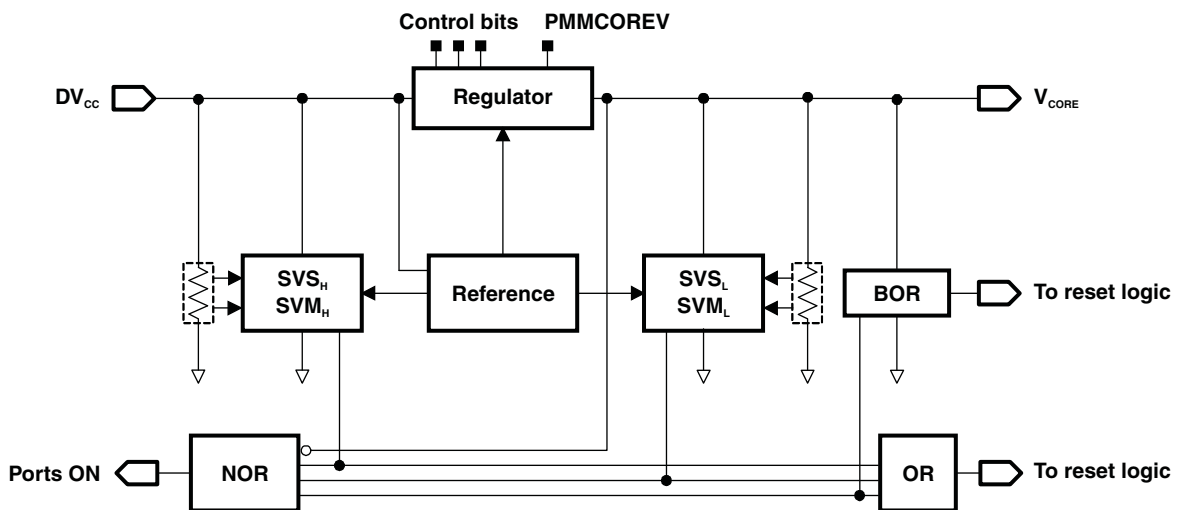 Control bits PMMCOREV
DVCC Regulator VCORE
SVSH
SVMH
Reference
SVSL
SVML
BOR To reset logic
Ports ON NOR OR To reset logic